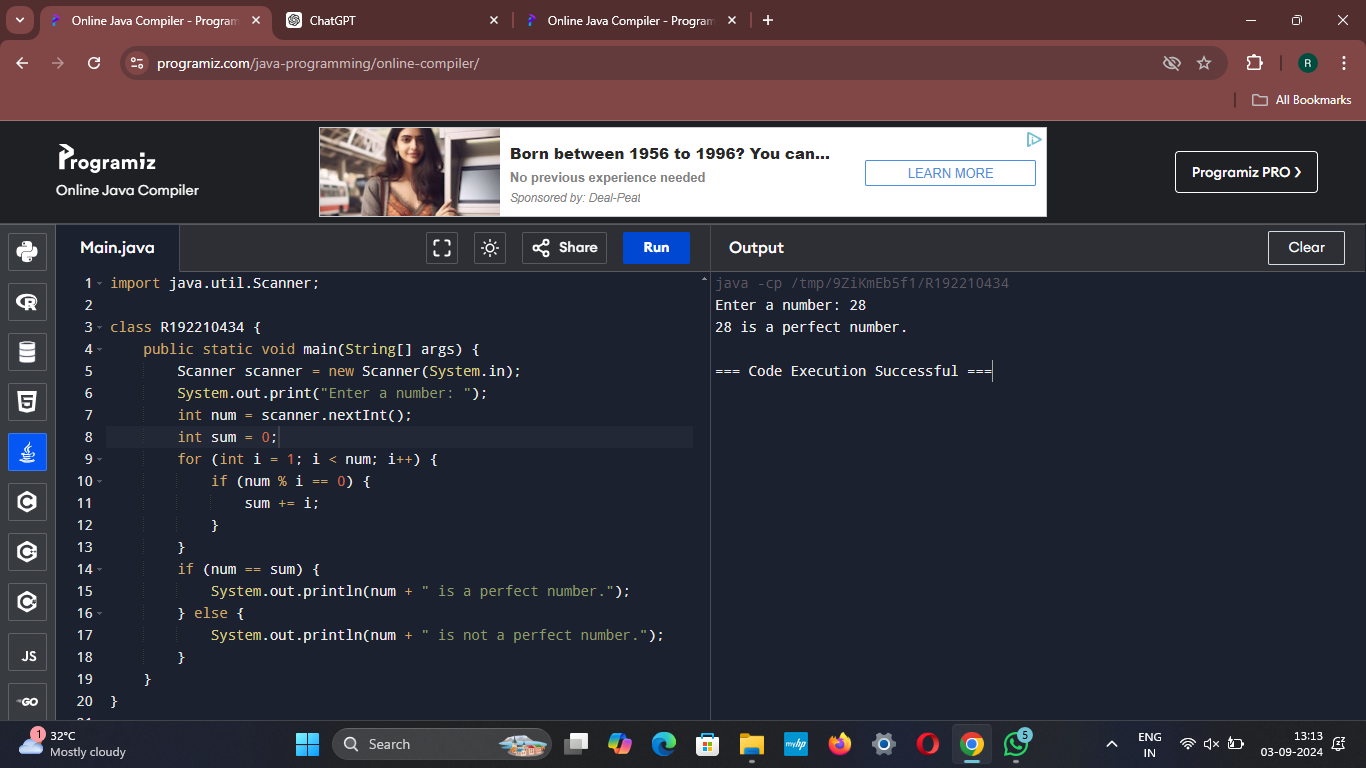 Online Java Compiler - Program
ChatGPT
Online Java Compiler - Program
programiz.com/java-programming/online-compiler/
R
All Bookmarks
Programiz
Online Java Compiler
Born between 1956 to 1996? You can...
No previous experience needed
Sponsored by: Deal-Peat
LEARN MORE
Programiz PRO
Main.java
Share
Run
Output
Clear
1 import java.util.Scanner;
2
3 class R192210434 {
4 public static void main(String[] args) {
5 Scanner scanner = new Scanner(System.in);
6 System.out.print("Enter a number: ");
7 int num = scanner.nextInt();
8 int sum = 0;
9 for (int i = 1; i < num; i++) {
10 if (num % i == 0) {
11 sum += i;
12 }
13 }
14 if (num == sum) {
15 System.out.println(num + " is a perfect number.");
16 } else {
17 System.out.println(num + " is not a perfect number.");
18 }
19 }
20 }
java -cp /tmp/9ZiKmEb5f1/R192210434
Enter a number: 28
28 is a perfect number.
=== Code Execution Successful ===
R
5
C
C
C
JS
GO
1
32°C
Mostly cloudy
Search
myhp
5
ENG
IN
13:13
03-09-2024